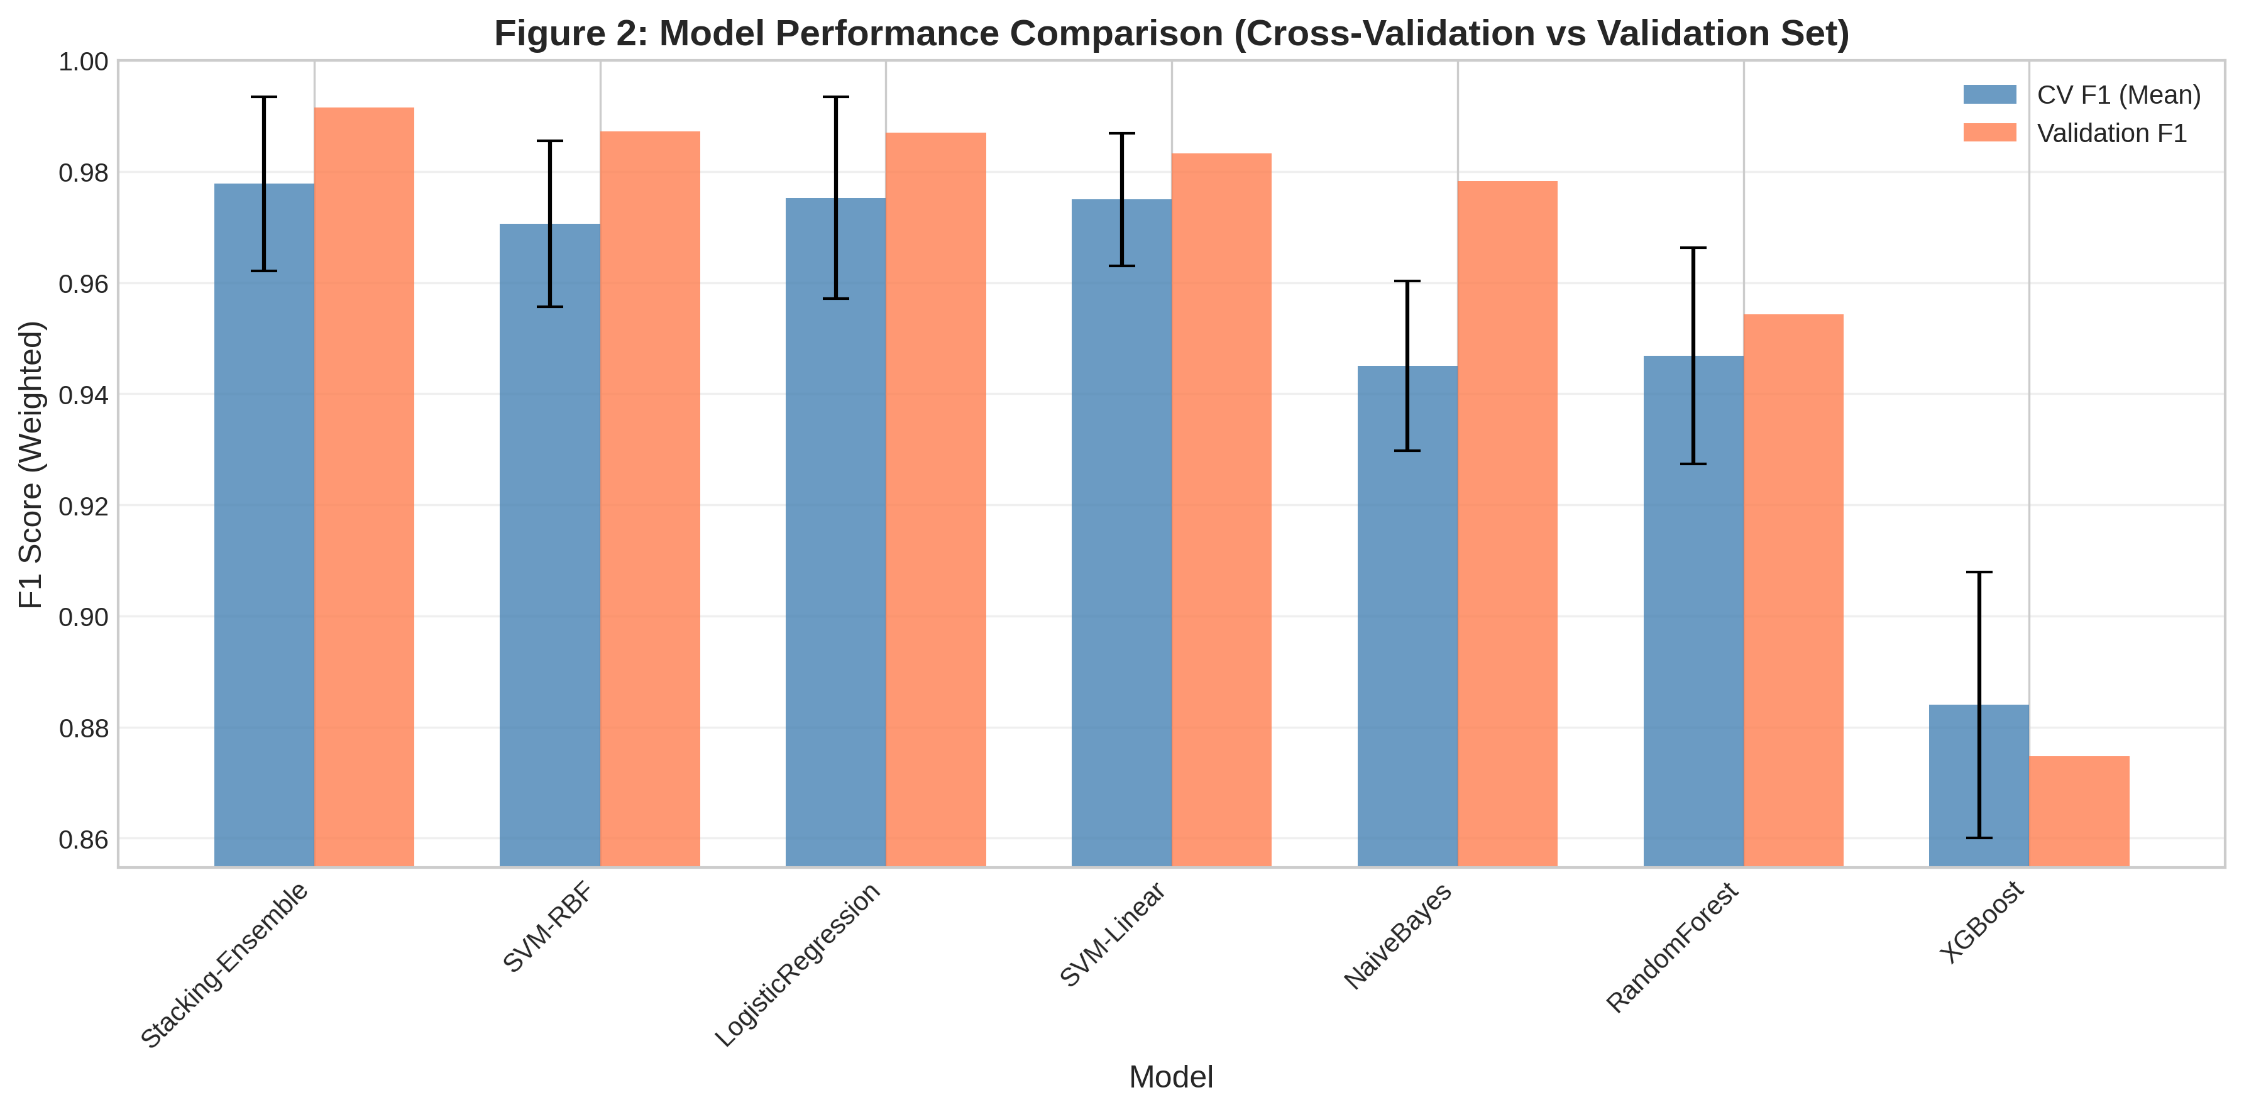 Figure 2: Model Performance Comparison (Cross-Validation vs Validation Set)
CV F1 (Mean)
Validation F1
F1 Score (Weighted)
1.00
0.98
0.96
0.94
0.92
0.90
0.88
0.86
Stacking-Ensemble
SVM-RBF
LogisticRegression
SVM-Linear
NaiveBayes
RandomForest
XGBoost
Model